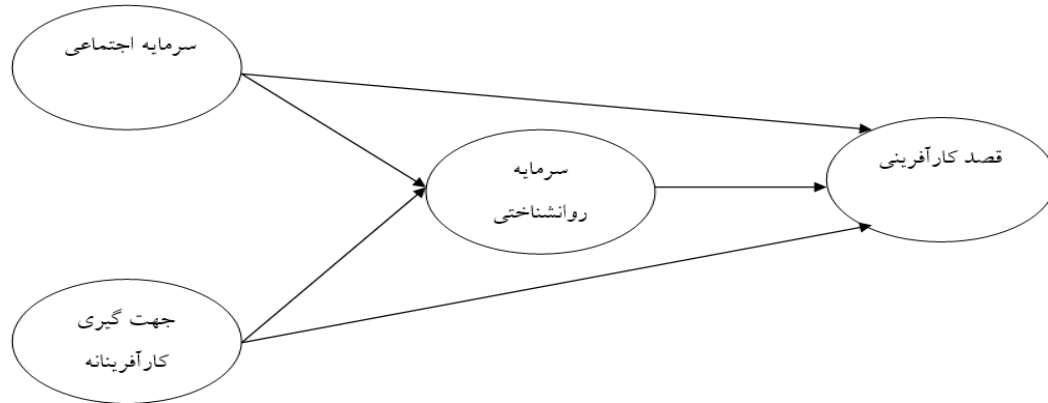 سرمایه اجتماعی
قصد کارآفرینی
سرمایه
روانشناختی
جهت گیری
کارآفرینانه